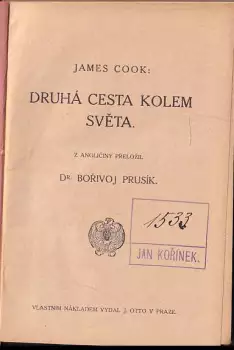 JAMES COOK:
DRUHÁ CESTA KOLEM
SVĚTA.
Z ANGLIČINY PŘELOŽIL
DR. BOŘIVOJ PRUSÍK.
1533
JAN KOŘÍNEK.
VLASTNÍM NÁKLADEM VYDAL J. OTTO V PRAZE.